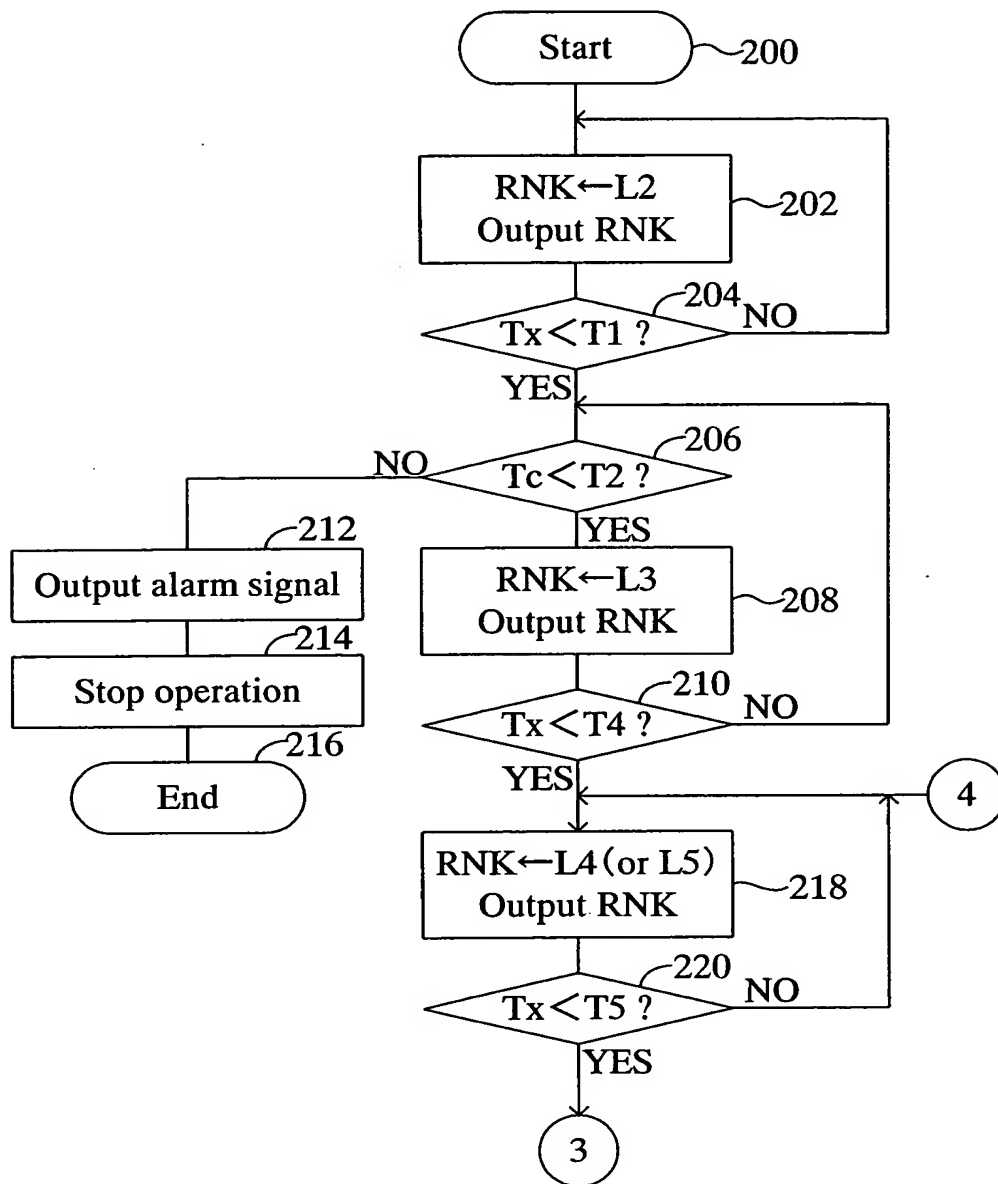 Start
200
RNK←L2
Output RNK
202
204
Tx<T1 ?
NO
YES
206
NO
Tc<T2 ?
YES
212
Output alarm signal
RNK←L3
Output RNK
208
214
Stop operation
210
Tx<T4 ?
NO
216
End
YES
4
RNK←L4(or L5)
Output RNK
218
220
Tx<T5 ?
NO
YES
3